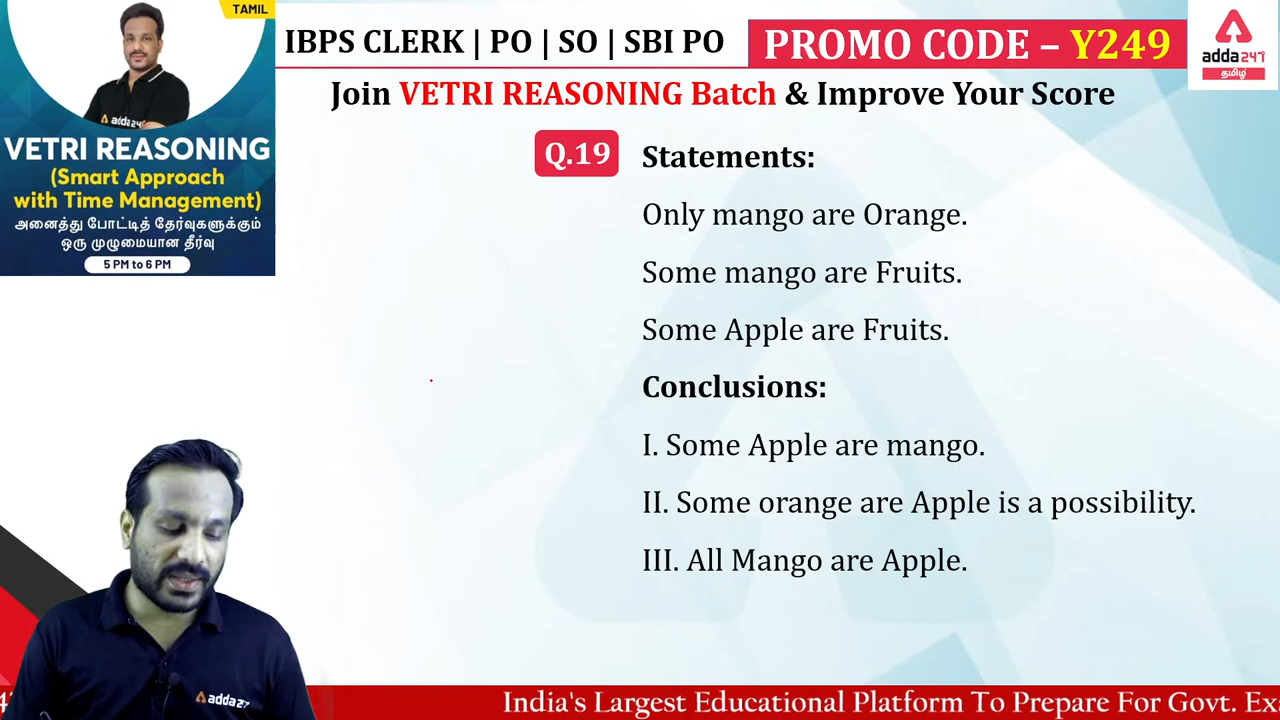 TAMIL
IBPS CLERK | PO | SO | SBI PO
PROMO CODE – Y249
adda247
தமிழ்
Join VETRI REASONING Batch & Improve Your Score
adda247
VETRI REASONING
(Smart Approach
with Time Management)
அனைத்து போட்டித் தேர்வுகளுக்கும்
ஒரு முழுமையான தீர்வு
5 PM to 6 PM
Q.19 Statements:
Only mango are Orange.
Some mango are Fruits.
Some Apple are Fruits.
Conclusions:
I. Some Apple are mango.
II. Some orange are Apple is a possibility.
III. All Mango are Apple.
adda247
India's Largest Educational Platform To Prepare For Govt. Exa